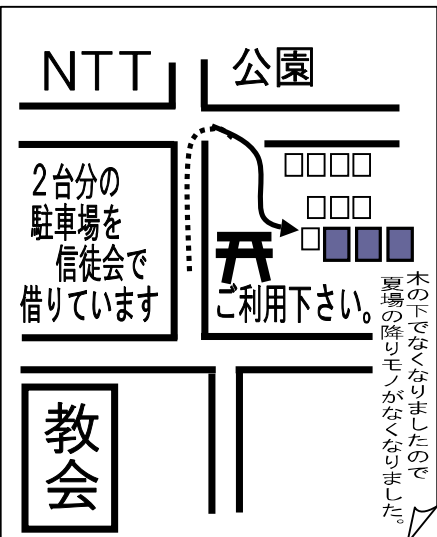 NTT
公園
２台分の
駐車場を
信徒会で
借りています
ご利用下さい。
木の下でなくなりましたので
夏場の降りモノがなくなりました。
教会